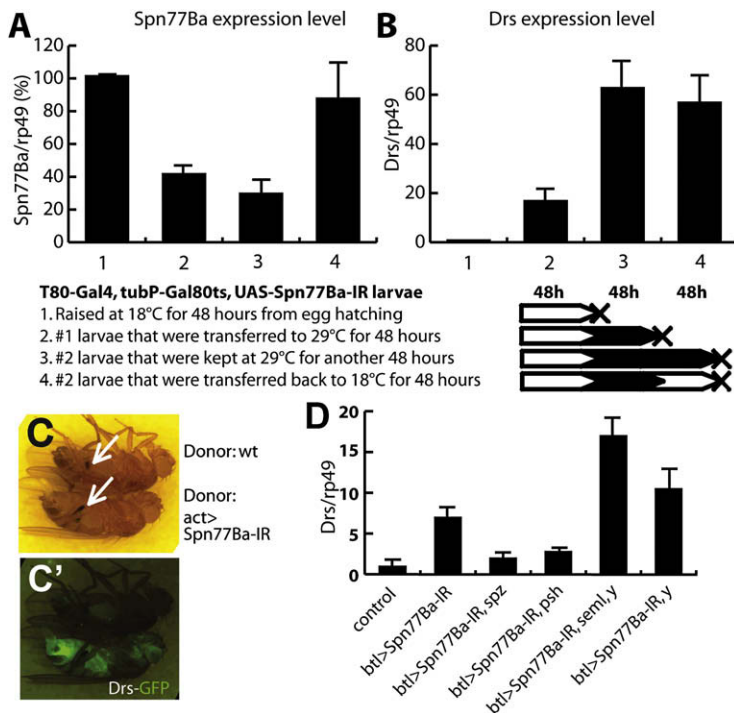 A
Spn77Ba expression level
Spn77Ba/rp49 (%)
120
100
80
60
40
20
0
1
2
3
4
B
Drs expression level
Drs/rp49
80
60
40
20
0
1
2
3
4
T80-Gal4, tubP-Gal80ts, UAS-Spn77Ba-IR larvae
1. Raised at 18°C for 48 hours from egg hatching
2. #1 larvae that were transferred to 29°C for 48 hours
3. #2 larvae that were kept at 29°C for another 48 hours
4. #2 larvae that were transferred back to 18°C for 48 hours
48h 48h 48h
C
Donor: wt
Donor:
act>
Spn77Ba-IR
C'
Drs-GFP
D
Drs/rp49
20
15
10
5
0
control
btl>Spn77Ba-IR
btl>Spn77Ba-IR, spz
btl>Spn77Ba-IR, psh
btl>Spn77Ba-IR, seml, y
btl>Spn77Ba-IR, y